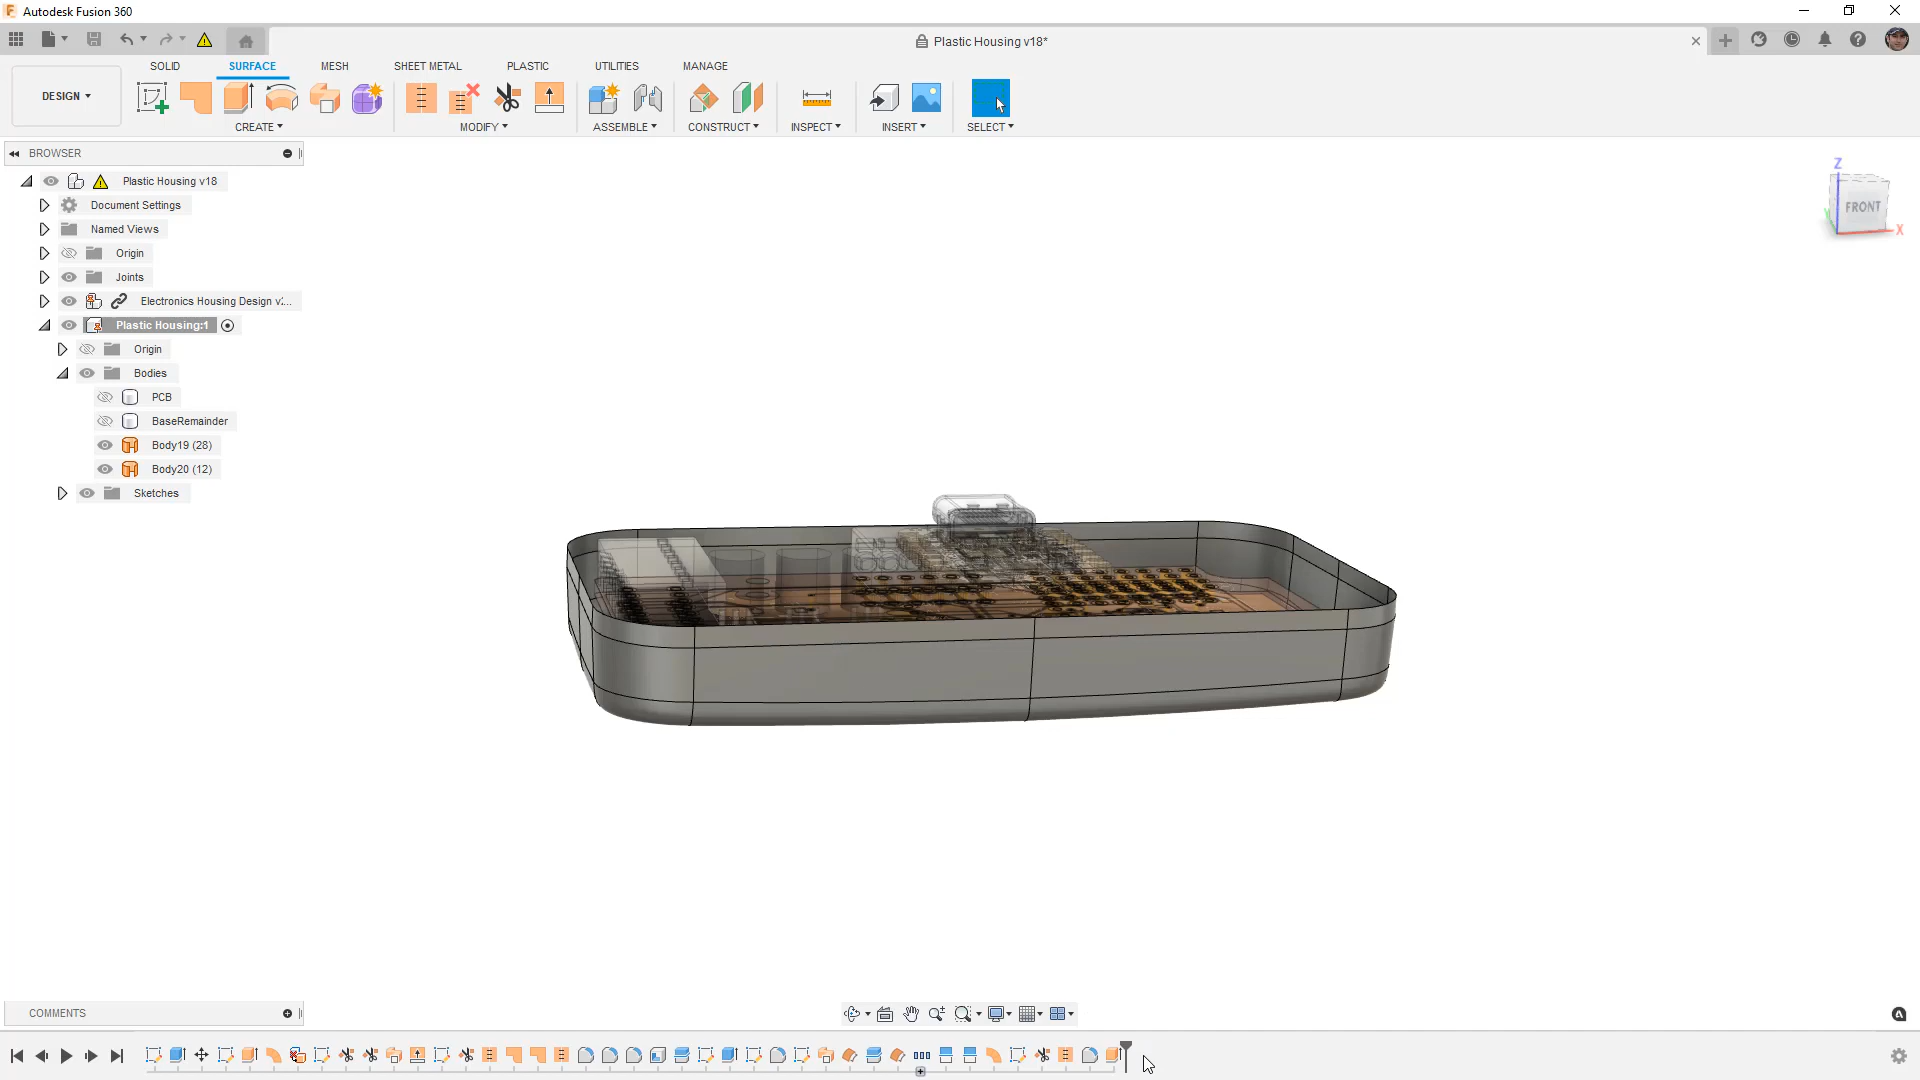 Autodesk Fusion 360
Plastic Housing v18*
DESIGN
SOLID
SURFACE
MESH
SHEET METAL
PLASTIC
UTILITIES
MANAGE
CREATE
MODIFY
ASSEMBLE
CONSTRUCT
INSPECT
INSERT
SELECT
BROWSER
Plastic Housing v18
Document Settings
Named Views
Origin
Joints
Electronics Housing Design v...
Plastic Housing:1
Origin
Bodies
PCB
BaseRemainder
Body19 (28)
Body20 (12)
Sketches
Z
FRONT
X
COMMENTS